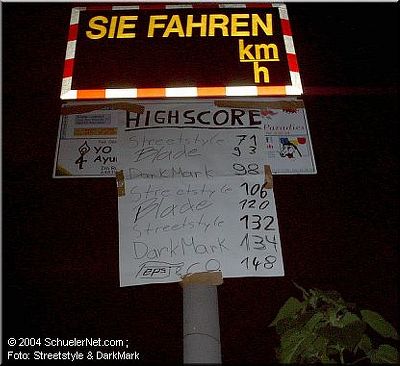 SIE FAHREN
km
h
HIGHSCORE
Streetstyle 71
Blade 93
DarkMark 98
Streetstyle 106
Blade 120
Streetstyle 132
DarkMark 134
148
© 2004 SchuelerNet.com ;
Foto: Streetstyle & DarkMark